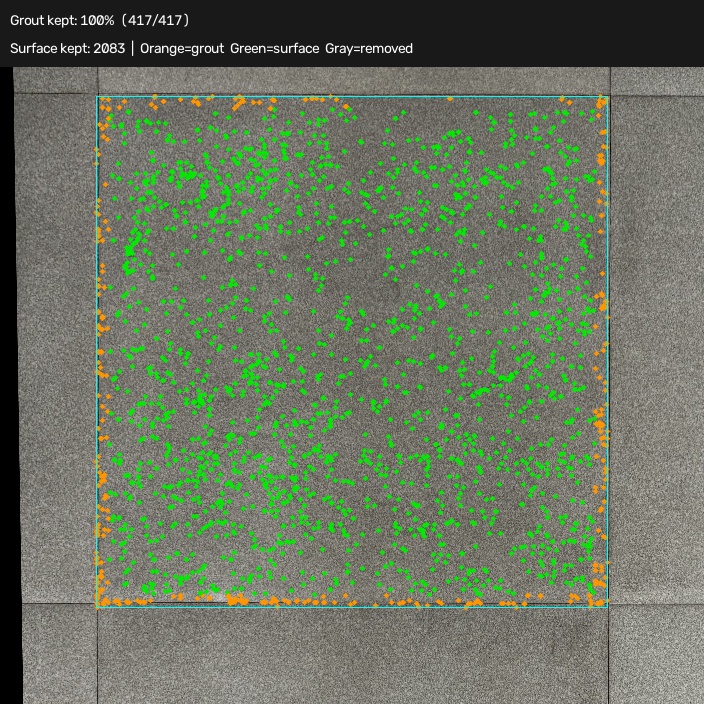 Grout kept: 100% (417/417)
Surface kept: 2083 | Orange=grout Green=surface Gray=removed